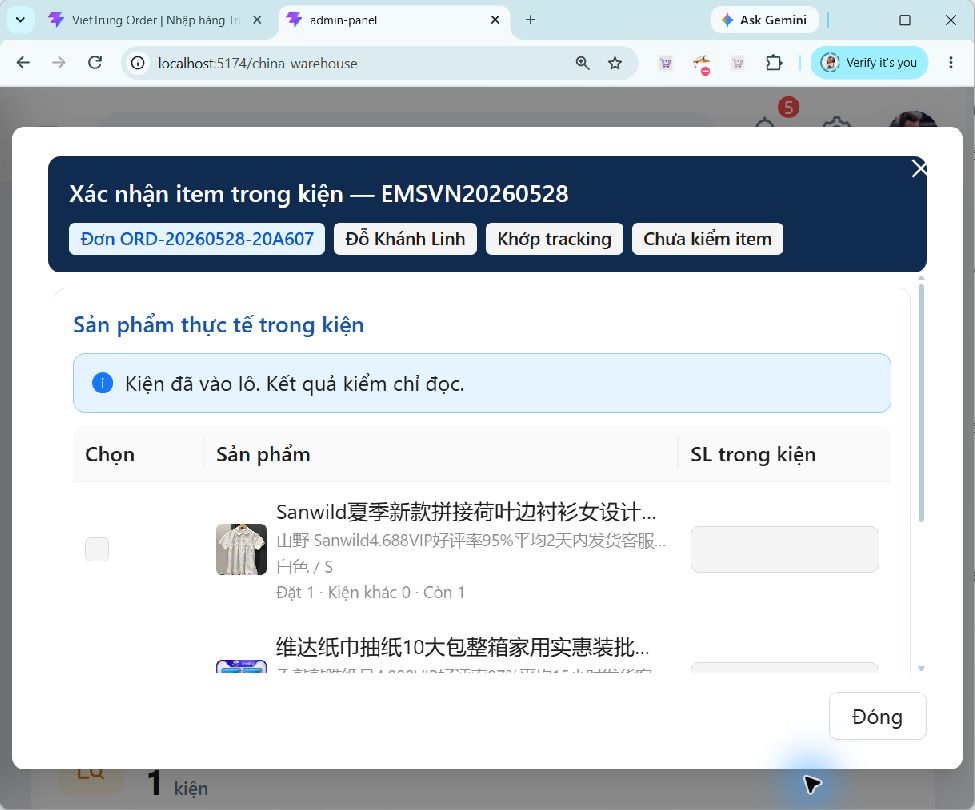 VietTrung Order | Nhập hàng Tr
admin-panel
Ask Gemini
localhost:5174/china-warehouse
Verify it's you
5
Xác nhận item trong kiện — EMSVN20260528
Đơn ORD-20260528-20A607
Đỗ Khánh Linh
Khớp tracking
Chưa kiểm item
Sản phẩm thực tế trong kiện
Kiện đã vào lô. Kết quả kiểm chỉ đọc.
Chọn
Sản phẩm
SL trong kiện
Sanwild夏季新款拼接荷叶边衬衫女设计...
山野 Sanwild4.688VIP好评率95%平均2天内发货客服...
白色 / S
Đặt 1 · Kiện khác 0 · Còn 1
维达纸巾抽纸10大包整箱家用实惠装批...
Đóng
1 kiện